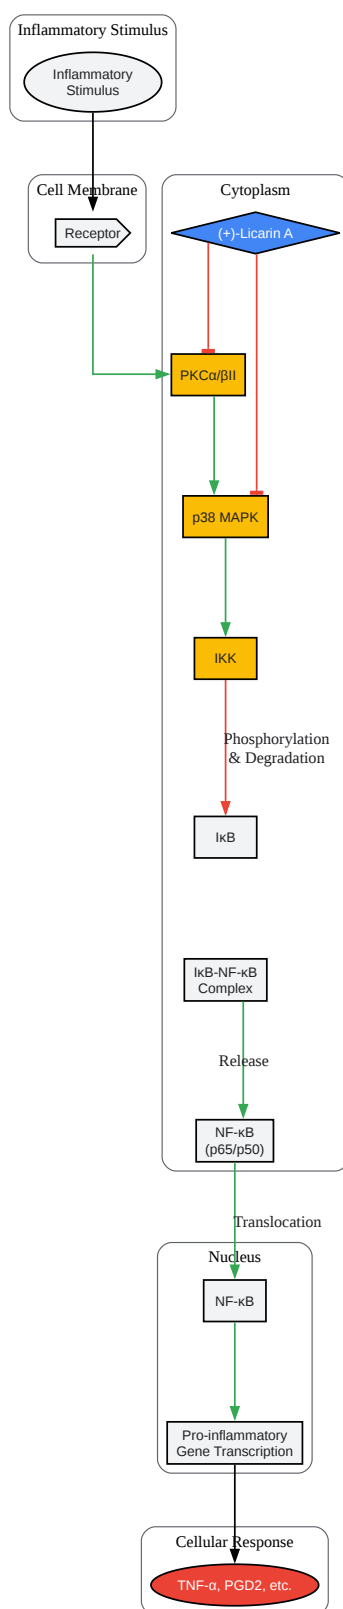 Inflammatory Stimulus
Inflammatory
Stimulus
Cell Membrane
Receptor
Cytoplasm
(+)-Licarin A
PKCα/βII
p38 MAPK
IKK
Phosphorylation
& Degradation
IκB
IκB-NF-κB
Complex
Release
NF-κB
(p65/p50)
Translocation
Nucleus
NF-κB
Pro-inflammatory
Gene Transcription
Cellular Response
TNF-α, PGD2, etc.